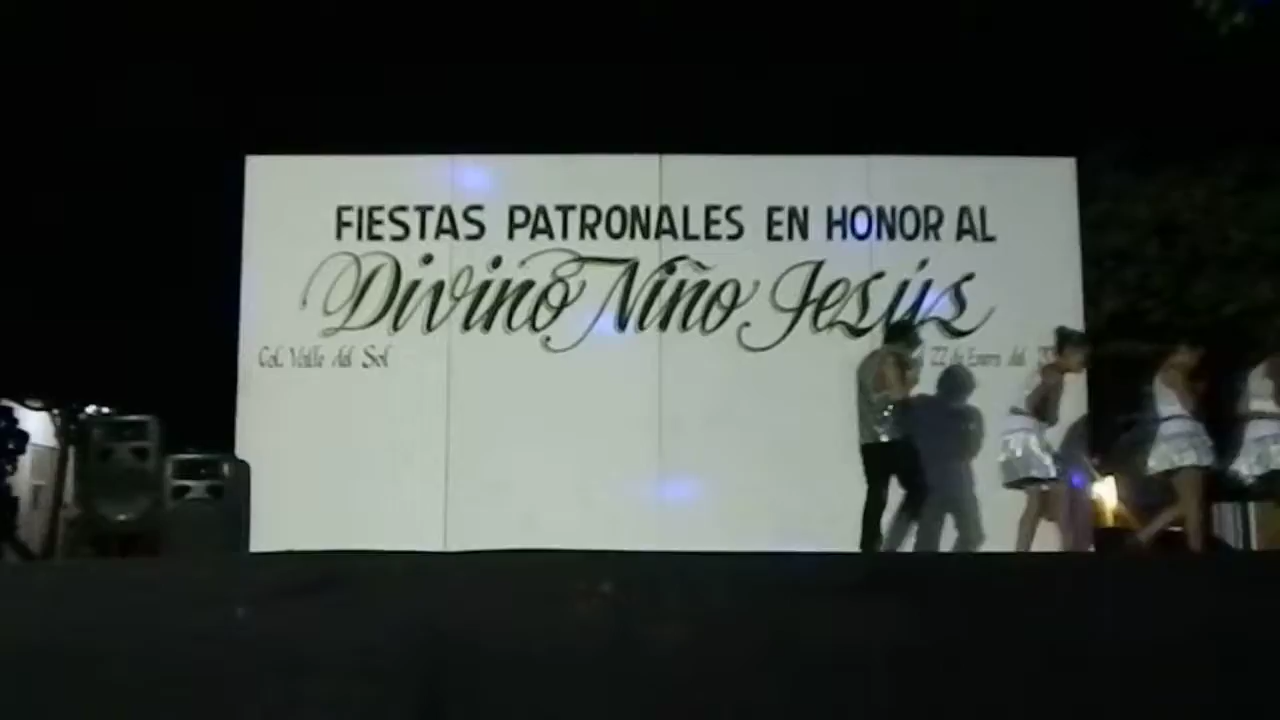 FIESTAS PATRONALES EN HONOR AL
Divino Niño Jesús
Col. Valle del Sol 22 de Enero del